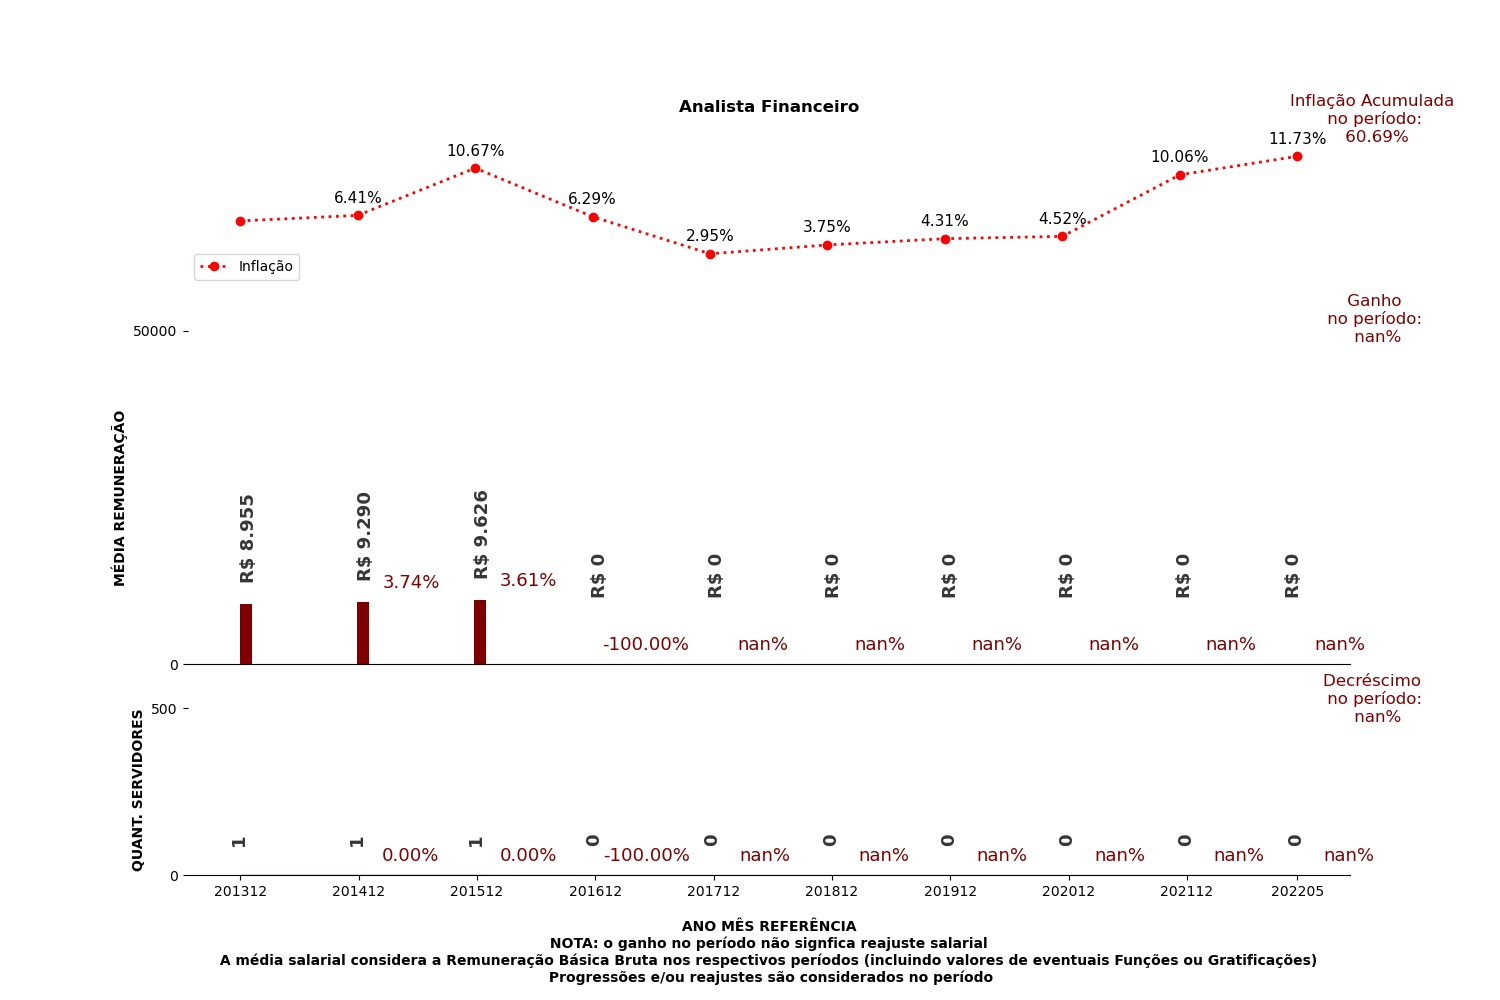 Analista Financeiro
Inflação Acumulada
no período:
60.69%
6.41%
10.67%
6.29%
2.95%
3.75%
4.31%
4.52%
10.06%
11.73%
Inflação
Ganho
no período:
nan%
MÉDIA REMUNERAÇÃO
50000
0
R$ 8.955
R$ 9.290
R$ 9.626
R$ 0
R$ 0
R$ 0
R$ 0
R$ 0
R$ 0
R$ 0
3.74%
3.61%
-100.00%
nan%
nan%
nan%
nan%
nan%
nan%
Decréscimo
no período:
nan%
QUANT. SERVIDORES
500
0
1
1
1
0
0
0
0
0
0
0
0.00%
0.00%
-100.00%
nan%
nan%
nan%
nan%
nan%
nan%
201312
201412
201512
201612
201712
201812
201912
202012
202112
202205
ANO MÊS REFERÊNCIA
NOTA: o ganho no período não signfica reajuste salarial
A média salarial considera a Remuneração Básica Bruta nos respectivos períodos (incluindo valores de eventuais Funções ou Gratificações)
Progressões e/ou reajustes são considerados no período